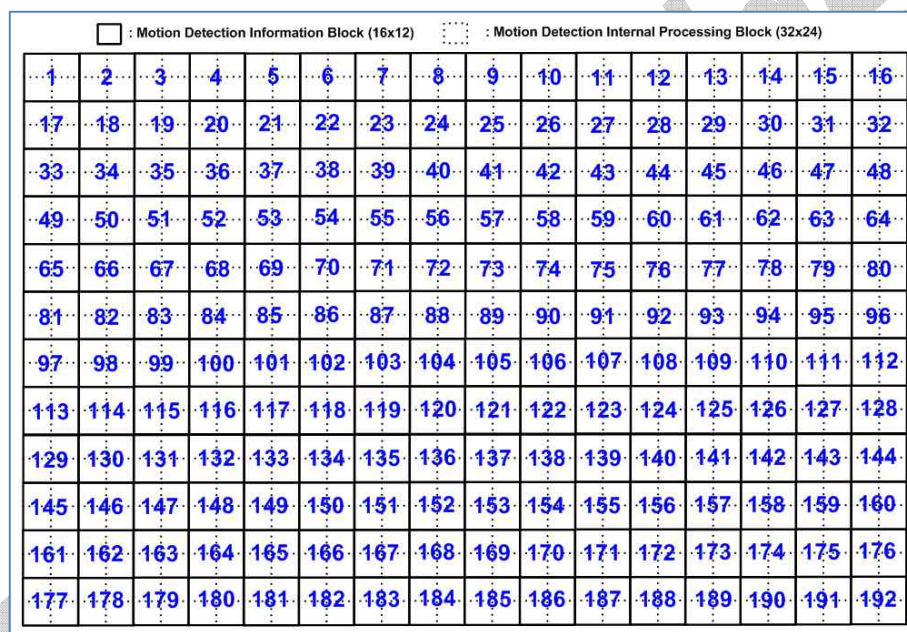 : Motion Detection Information Block (16x12) : Motion Detection Internal Processing Block (32x24)
1 2 3 4 5 6 7 8 9 10 11 12 13 14 15 16
17 18 19 20 21 22 23 24 25 26 27 28 29 30 31 32
33 34 35 36 37 38 39 40 41 42 43 44 45 46 47 48
49 50 51 52 53 54 55 56 57 58 59 60 61 62 63 64
65 66 67 68 69 70 71 72 73 74 75 76 77 78 79 80
81 82 83 84 85 86 87 88 89 90 91 92 93 94 95 96
97 98 99 100 101 102 103 104 105 106 107 108 109 110 111 112
113 114 115 116 117 118 119 120 121 122 123 124 125 126 127 128
129 130 131 132 133 134 135 136 137 138 139 140 141 142 143 144
145 146 147 148 149 150 151 152 153 154 155 156 157 158 159 160
161 162 163 164 165 166 167 168 169 170 171 172 173 174 175 176
177 178 179 180 181 182 183 184 185 186 187 188 189 190 191 192